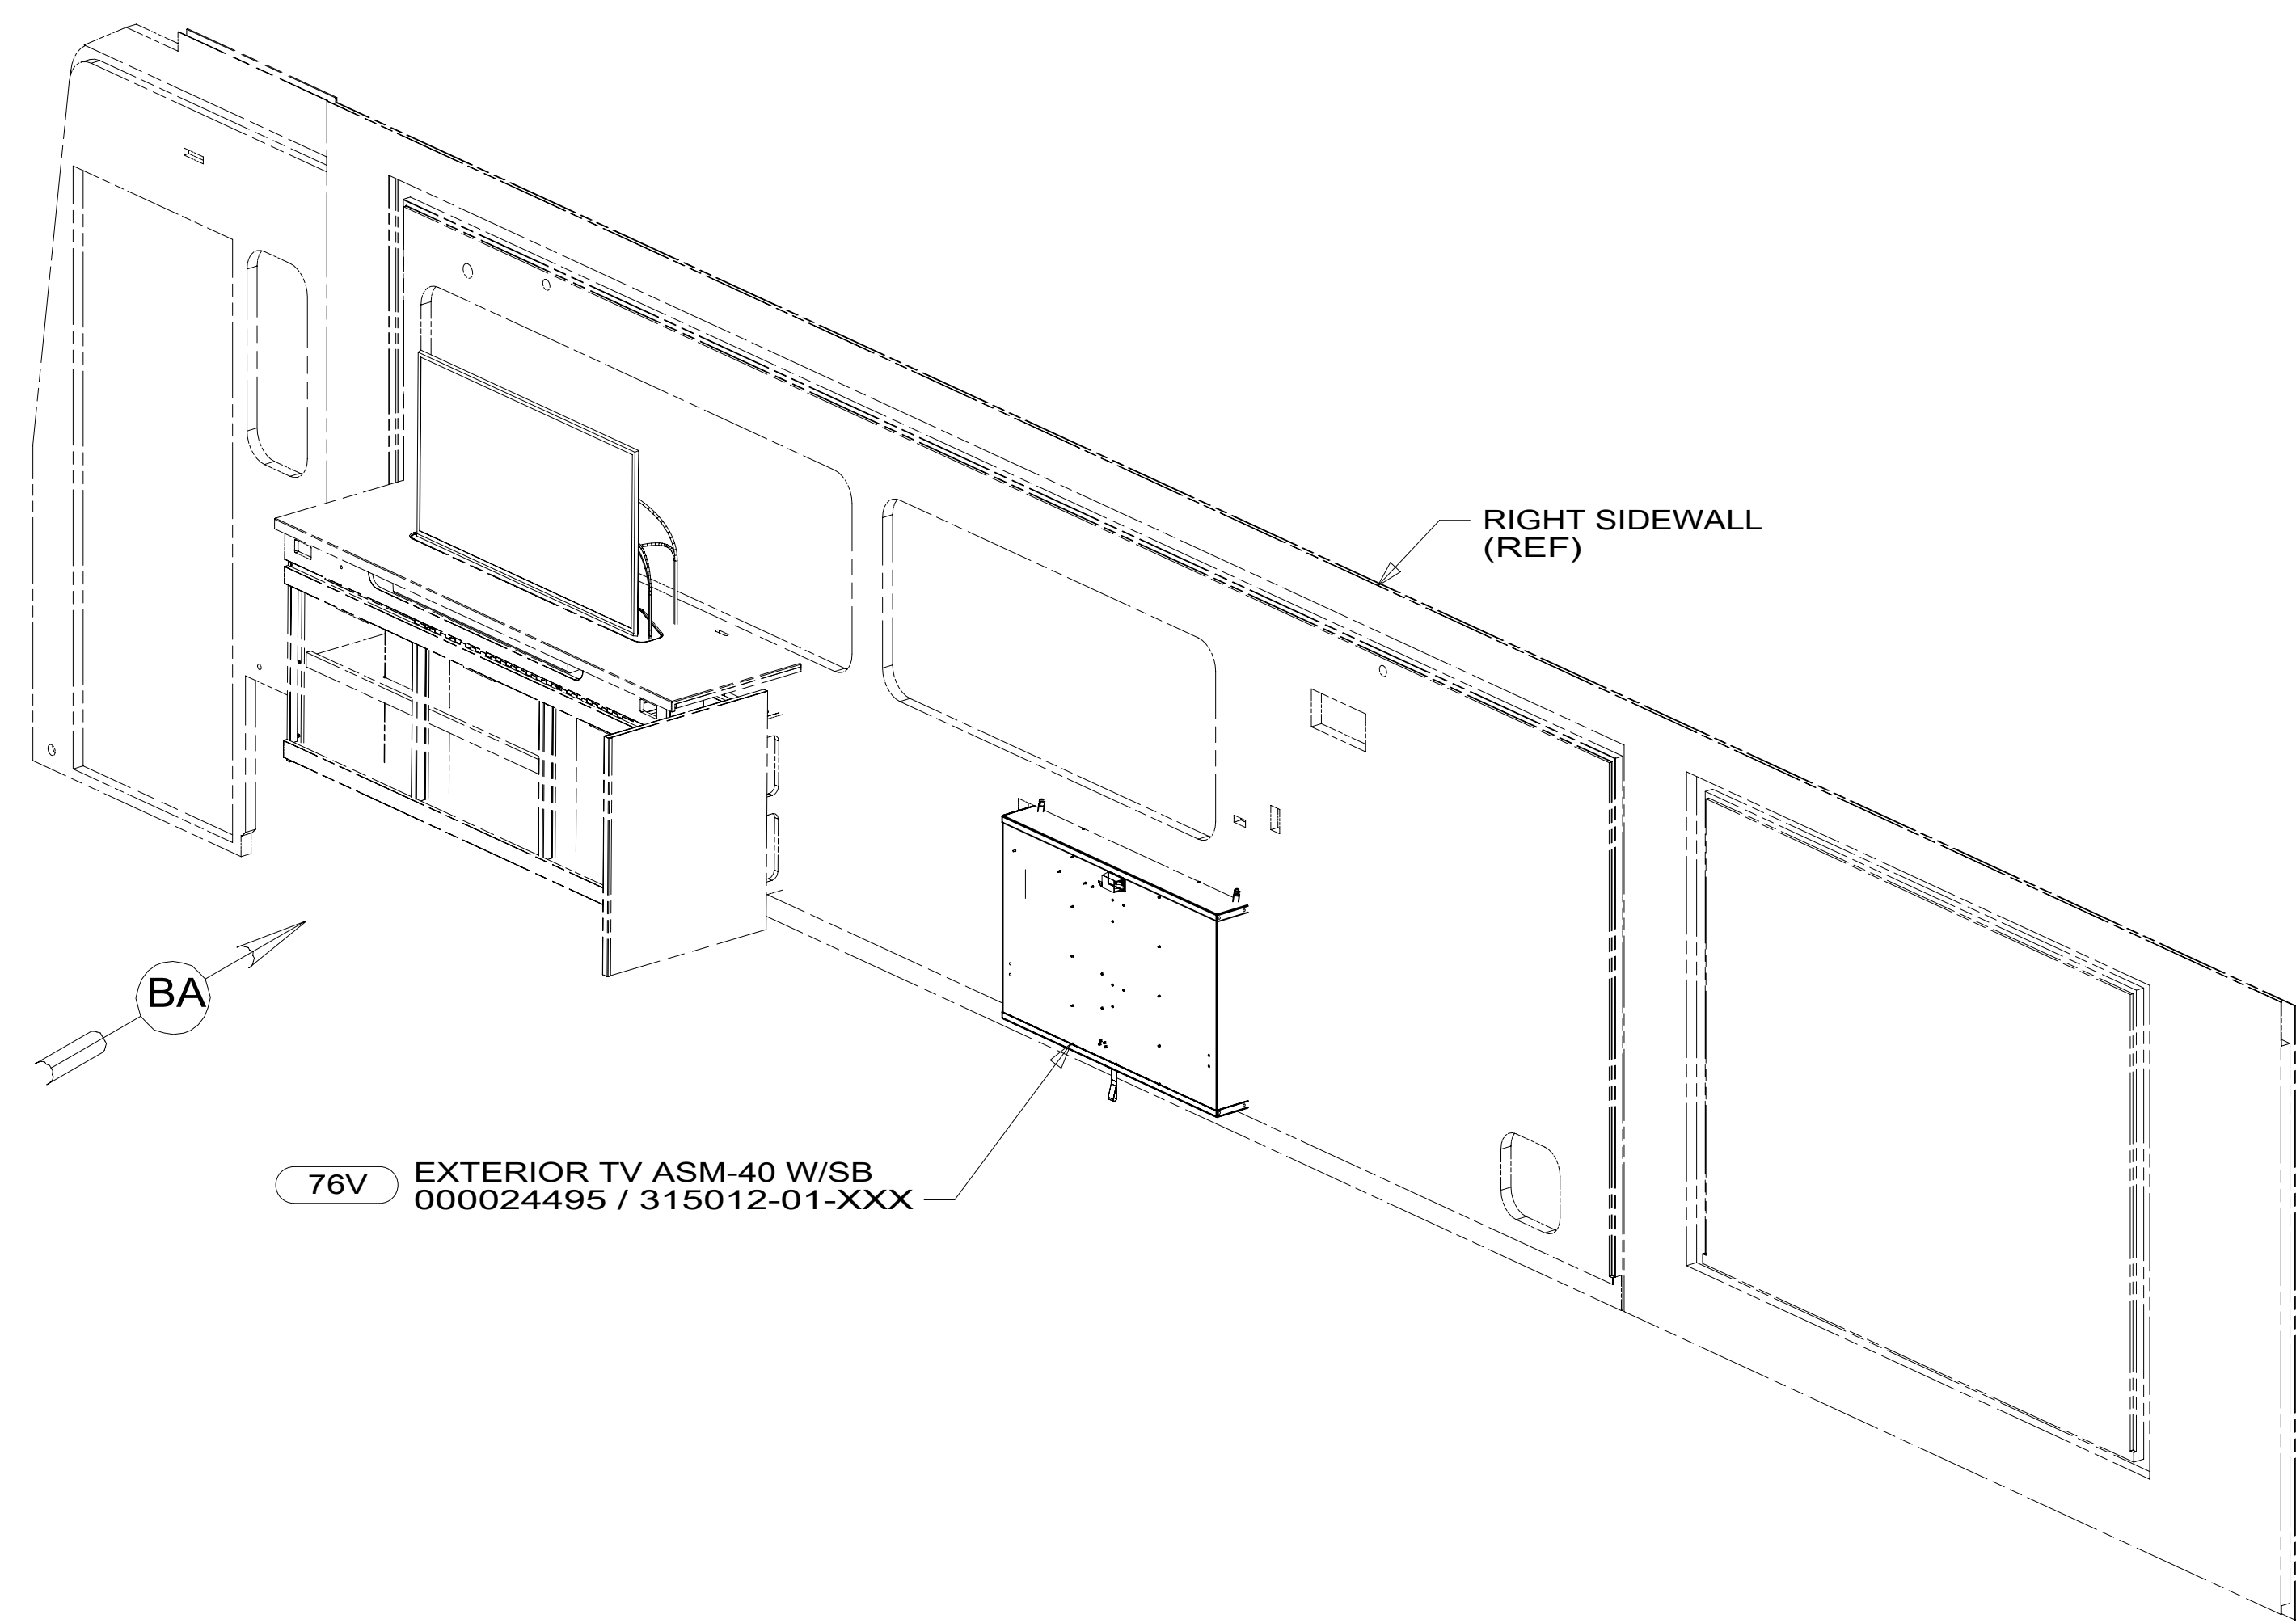 RIGHT SIDEWALL
(REF)
BA
76V
EXTERIOR TV ASM-40 W/SB
000024495 / 315012-01-XXX